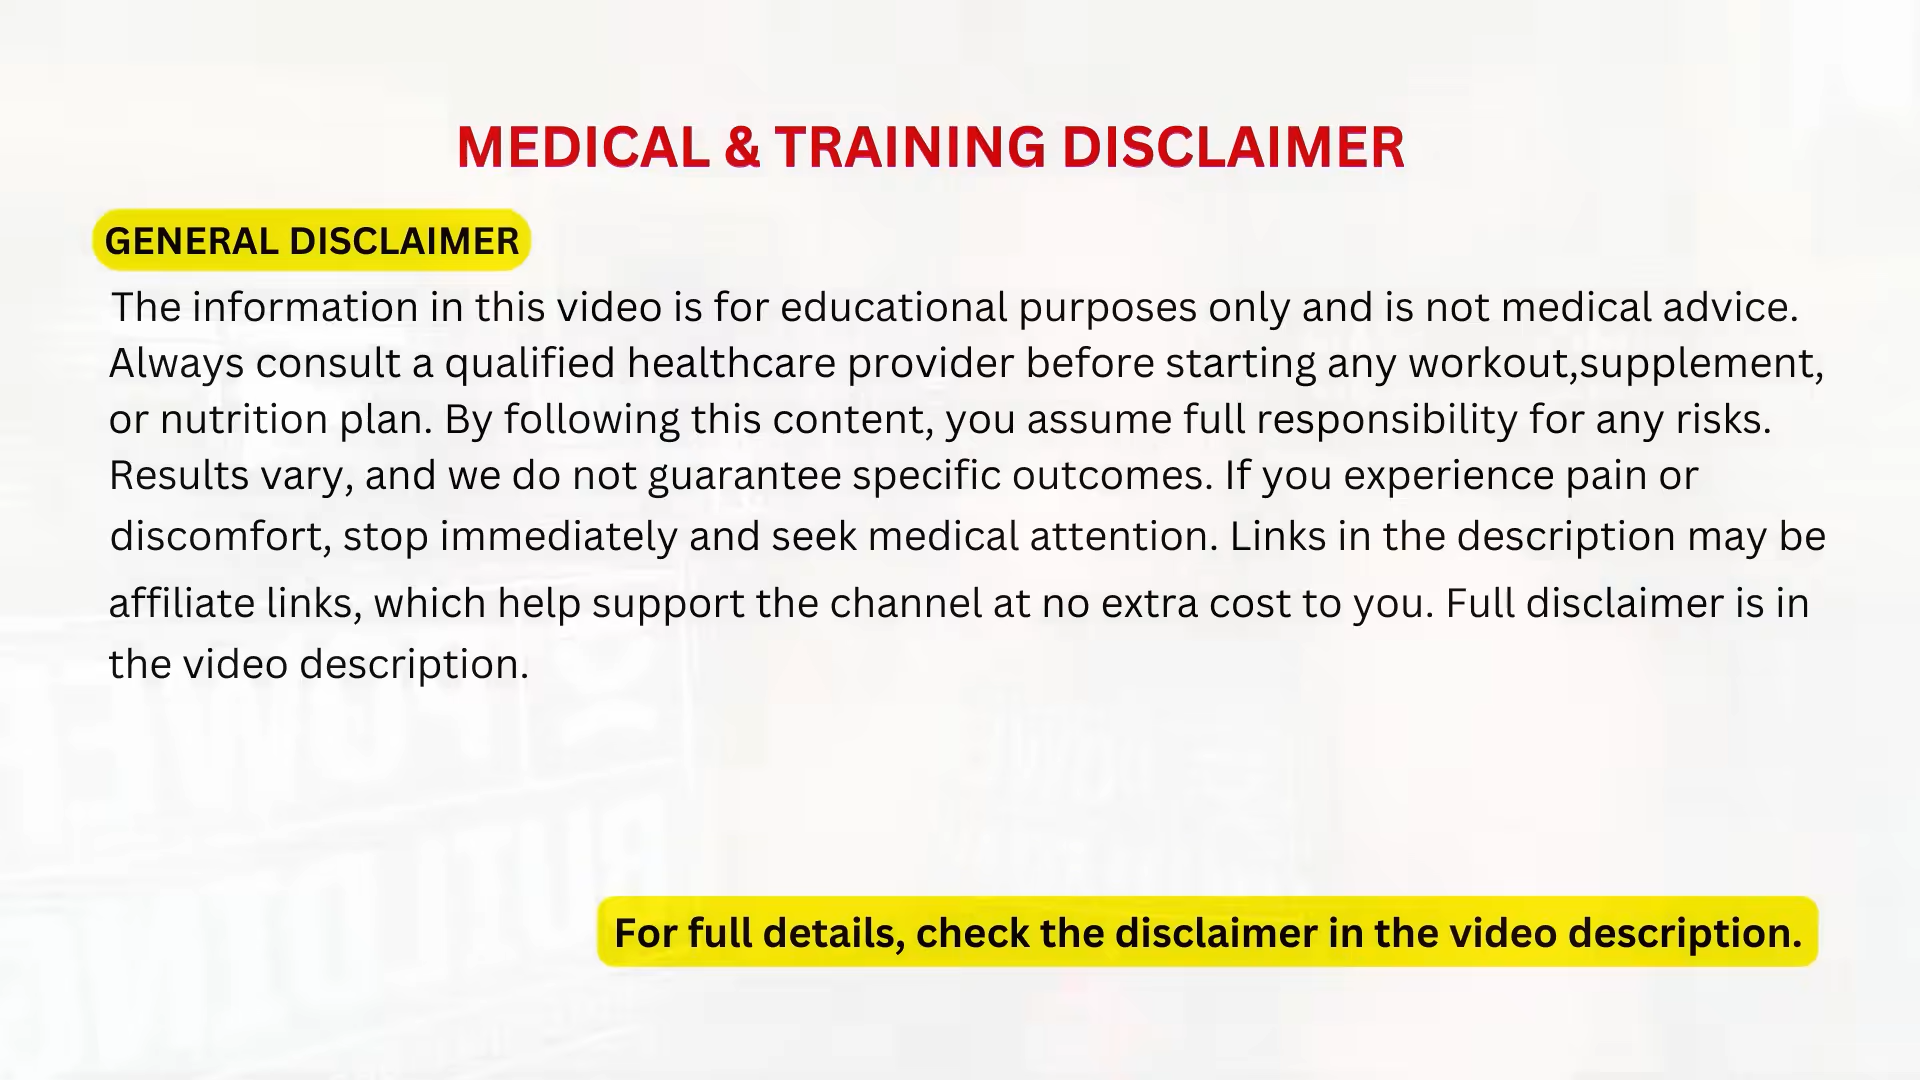 MEDICAL & TRAINING DISCLAIMER
GENERAL DISCLAIMER
The information in this video is for educational purposes only and is not medical advice.
Always consult a qualified healthcare provider before starting any workout,supplement,
or nutrition plan. By following this content, you assume full responsibility for any risks.
Results vary, and we do not guarantee specific outcomes. If you experience pain or
discomfort, stop immediately and seek medical attention. Links in the description may be
affiliate links, which help support the channel at no extra cost to you. Full disclaimer is in
the video description.
For full details, check the disclaimer in the video description.